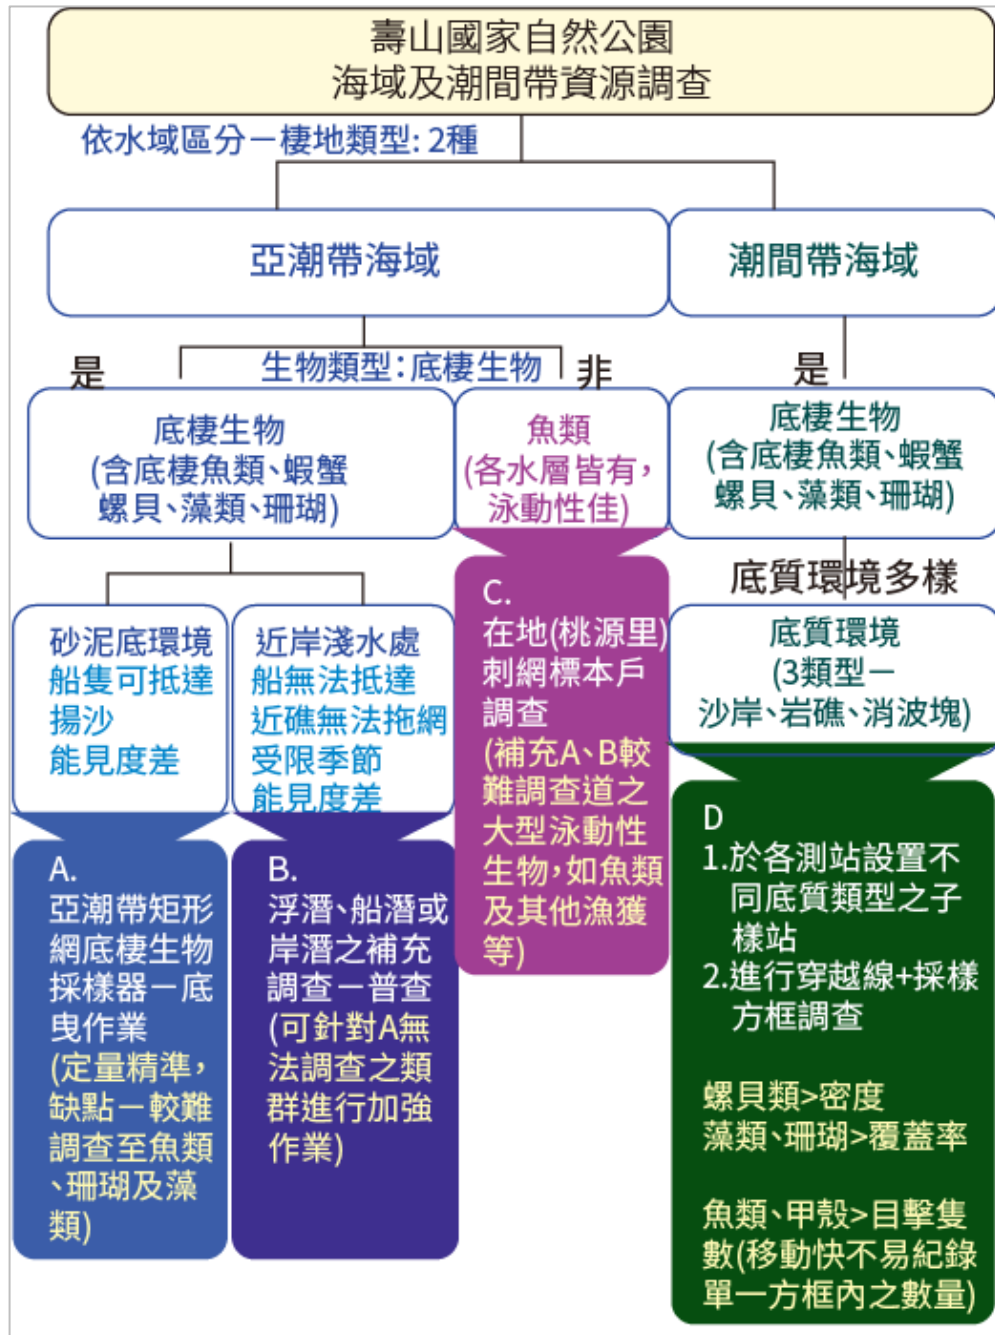 壽山國家自然公園
海域及潮間帶資源調查
依水域區分－棲地類型: 2種
亞潮帶海域
潮間帶海域
是
生物類型：底棲生物
非
是
底棲生物
(含底棲魚類、蝦蟹
螺貝、藻類、珊瑚)
魚類
(各水層皆有，
泳動性佳)
底棲生物
(含底棲魚類、蝦蟹
螺貝、藻類、珊瑚)
底質環境多樣
砂泥底環境
船隻可抵達
揚沙
能見度差
近岸淺水處
船無法抵達
近礁無法拖網
受限季節
能見度差
C.
在地(桃源里)
刺網標本戶
調查
(補充A、B較
難調查道之
大型泳動性
生物，如魚類
及其他漁獲
等)
底質環境
(3類型－
沙岸、岩礁、消波塊)
A.
亞潮帶矩形
網底棲生物
採樣器－底
曳作業
(定量精準，
缺點－較難
調查至魚類
、珊瑚及藻
類)
B.
浮潛、船潛或
岸潛之補充
調查－普查
(可針對A無
法調查之類
群進行加強
作業)
D
1.於各測站設置不
同底質類型之子
樣站
2.進行穿越線+採樣
方框調查
螺貝類>密度
藻類、珊瑚>覆蓋率
魚類、甲殼>目擊隻
數(移動快不易紀錄
單一方框內之數量)